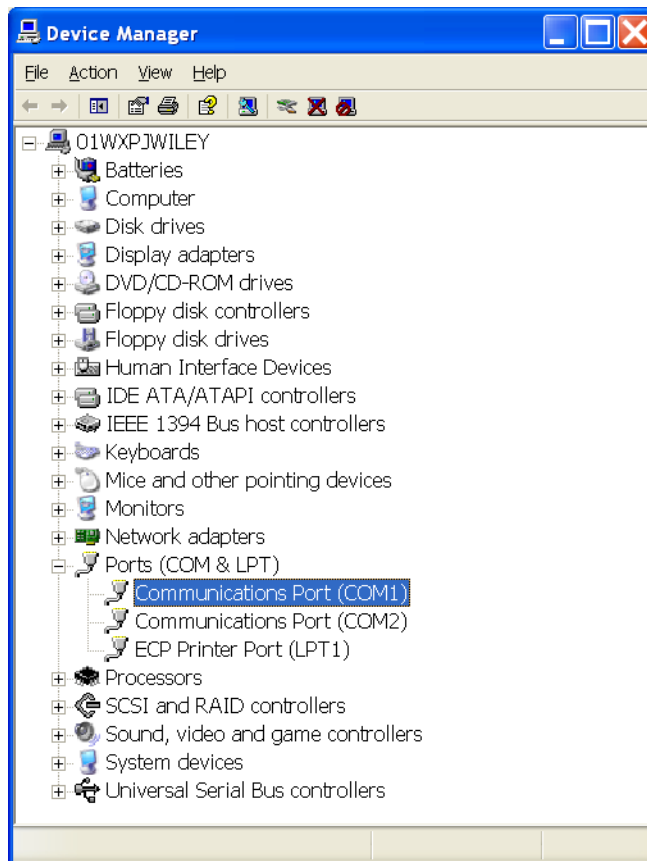 Device Manager
File Action View Help
01WXPJWILEY
Batteries
Computer
Disk drives
Display adapters
DVD/CD-ROM drives
Floppy disk controllers
Floppy disk drives
Human Interface Devices
IDE ATA/ATAPI controllers
IEEE 1394 Bus host controllers
Keyboards
Mice and other pointing devices
Monitors
Network adapters
Ports (COM & LPT)
Communications Port (COM1)
Communications Port (COM2)
ECP Printer Port (LPT1)
Processors
SCSI and RAID controllers
Sound, video and game controllers
System devices
Universal Serial Bus controllers